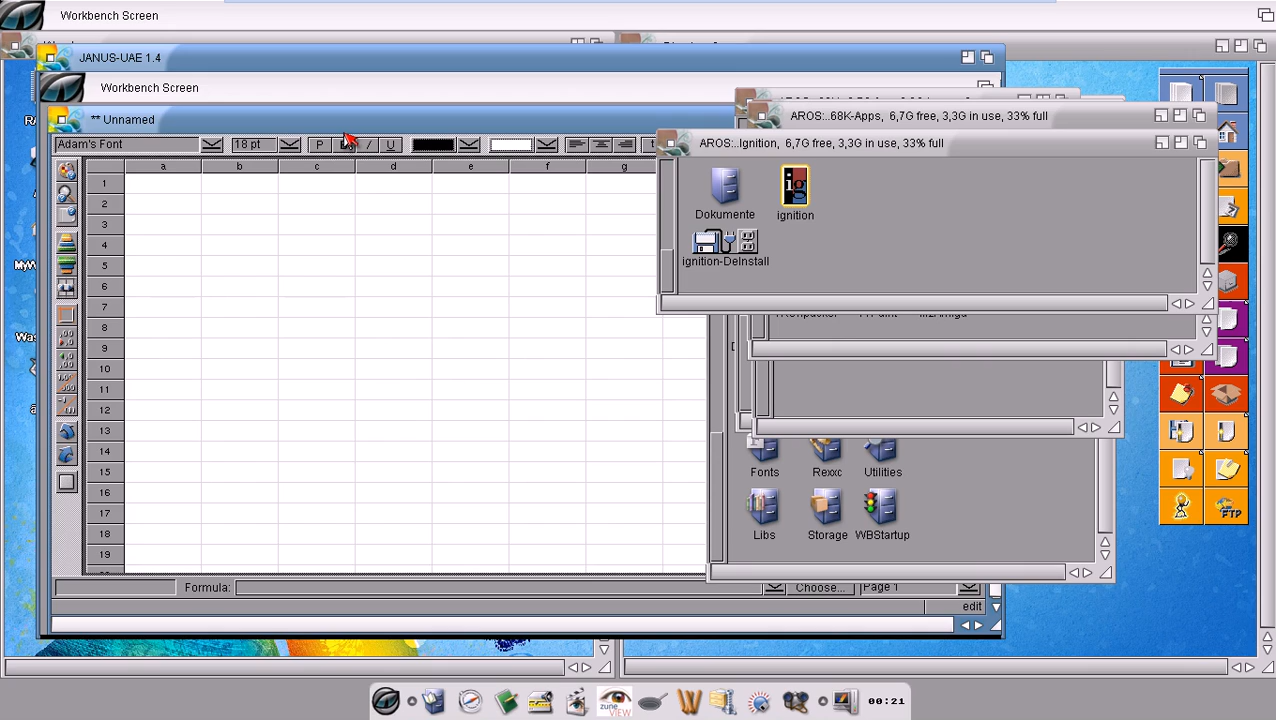 Workbench Screen
JANUS-UAE 1.4
Workbench Screen
** Unnamed
AROS:..68K-Apps, 6,7G free, 3,3G in use, 33% full
AROS:..Ignition, 6,7G free, 3,3G in use, 33% full
Adam's Font
18 pt
P
/
U
a b c d e f g
1
2
3
4
5
6
7
8
9
10
11
12
13
14
15
16
17
18
19
Dokumente
ignition
ignition-DeInstall
Fonts
Rexxc
Utilities
Libs
Storage
WBStartup
FTP
Formula:
Choose...
Page 1
edit
zune
VIEW
00:21